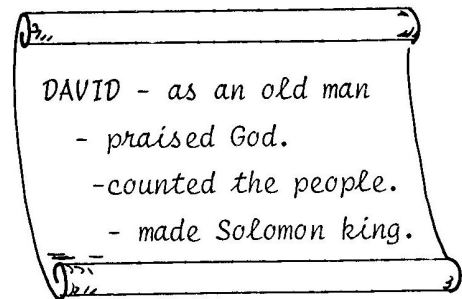 DAVID - as an old man
- praised God.
-counted the people.
- made Solomon king.